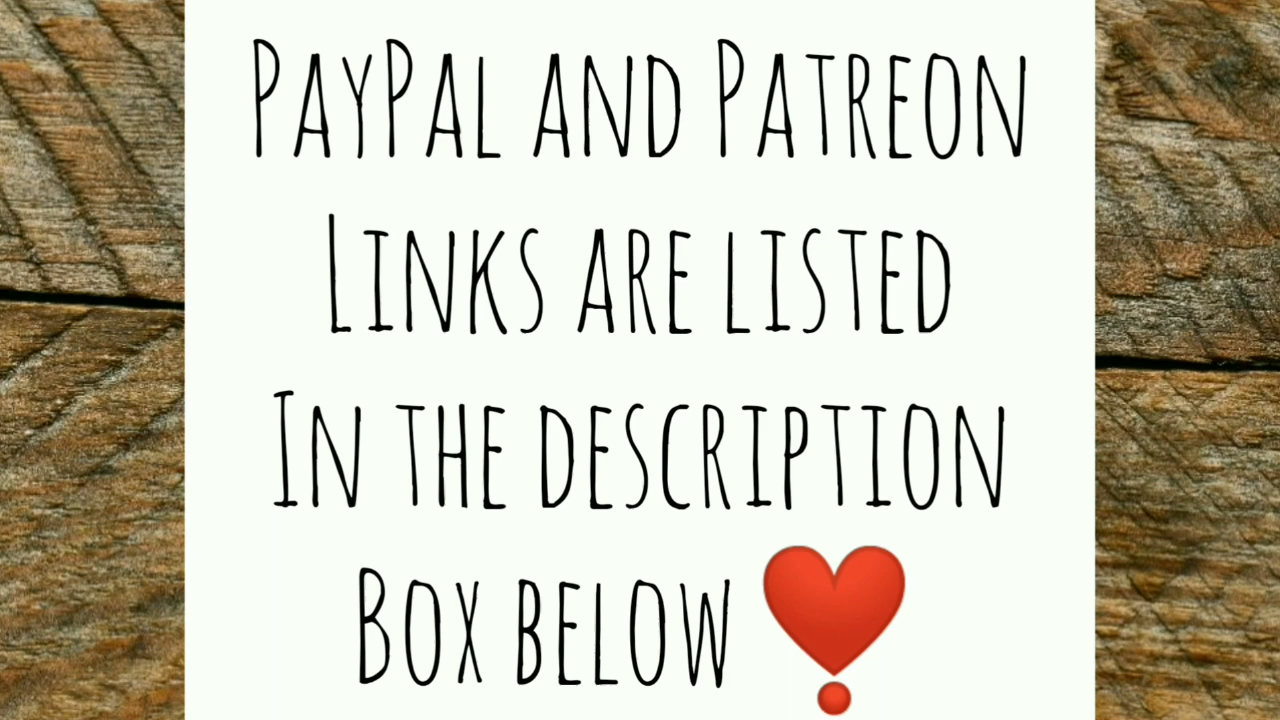 PayPal and Patreon
Links are listed
In the description
Box below ❣